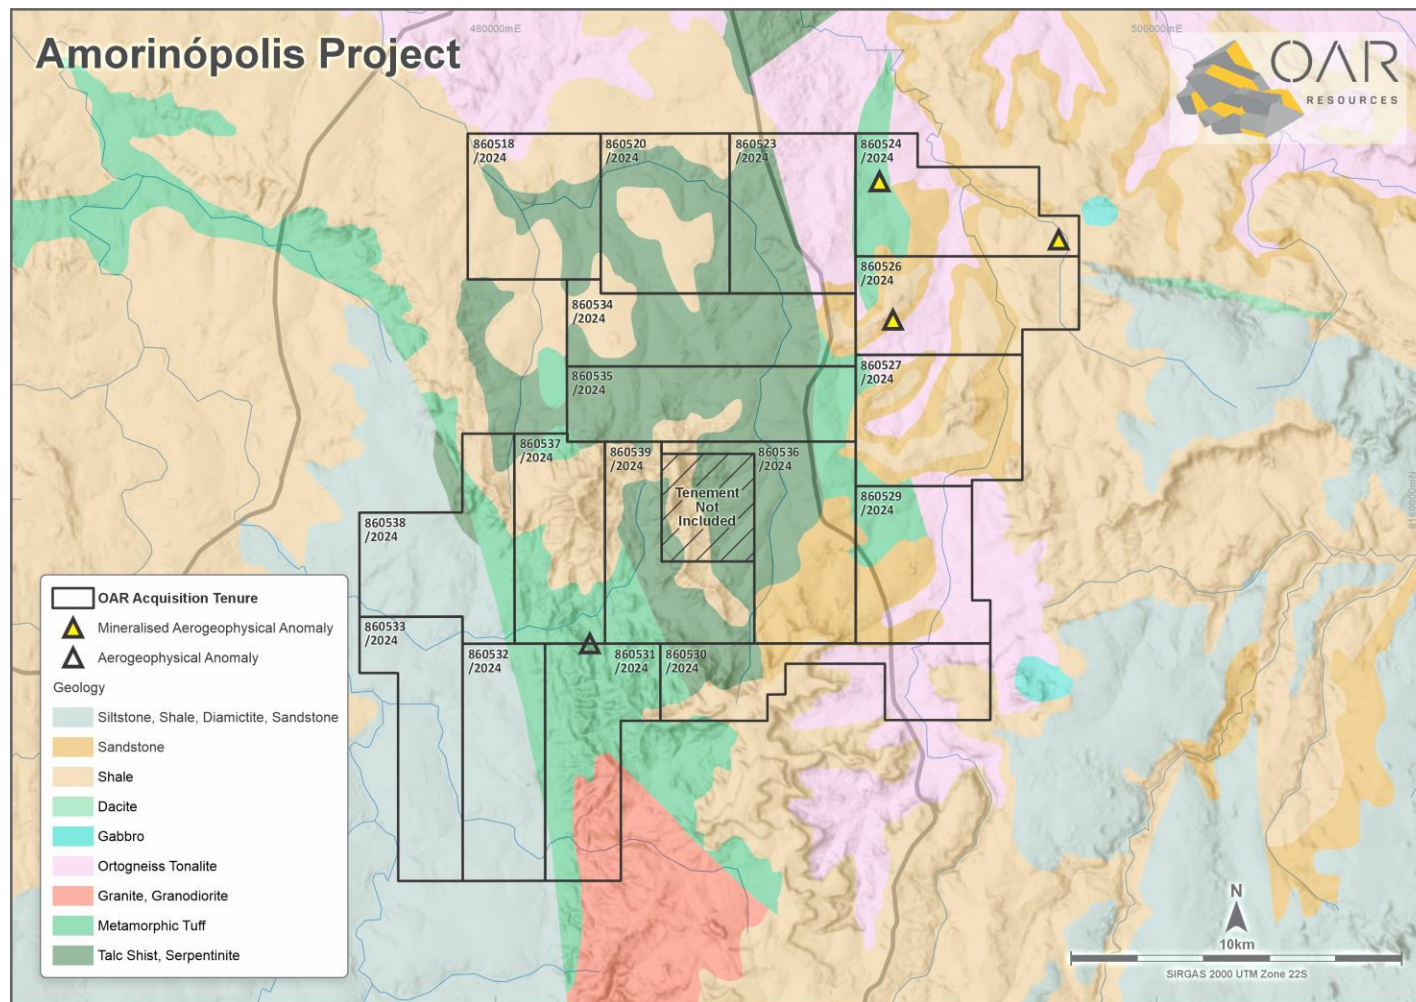 480000mE
500000mE
Amorinópolis Project
OAR
RESOURCES
860518
/2024
860520
/2024
860523
/2024
860524
/2024
860526
/2024
860534
/2024
860527
/2024
860535
/2024
860537
/2024
860539
/2024
860536
/2024
Tenement
Not
Included
860529
/2024
8160000mN
860538
/2024
860533
/2024
860532
/2024
860531
/2024
860530
/2024
OAR Acquisition Tenure
Mineralised Aerogeophysical Anomaly
Aerogeophysical Anomaly
Geology
Siltstone, Shale, Diamictite, Sandstone
Sandstone
Shale
Dacite
Gabbro
Ortogneiss Tonalite
Granite, Granodiorite
Metamorphic Tuff
Talc Shist, Serpentinite
N
10km
SIRGAS 2000 UTM Zone 22S